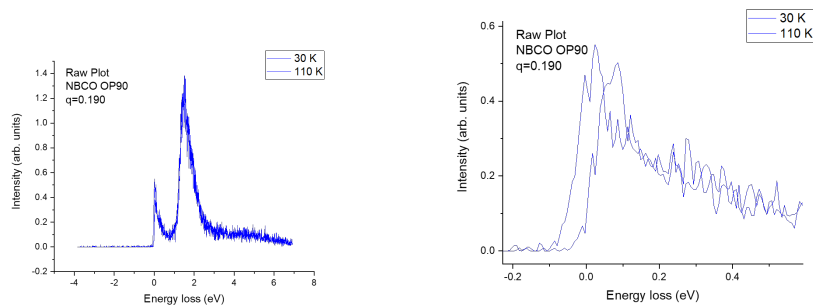 30 K
110 K
Raw Plot
NBCO OP90
q=0.190
Intensity (arb. units)
1.4
1.2
1.0
0.8
0.6
0.4
0.2
0.0
-0.2
-4
-2
0
2
4
6
8
Energy loss (eV)
30 K
110 K
Raw Plot
NBCO OP90
q=0.190
Intensity (arb. units)
0.6
0.4
0.2
0.0
-0.2
0.0
0.2
0.4
Energy loss (eV)